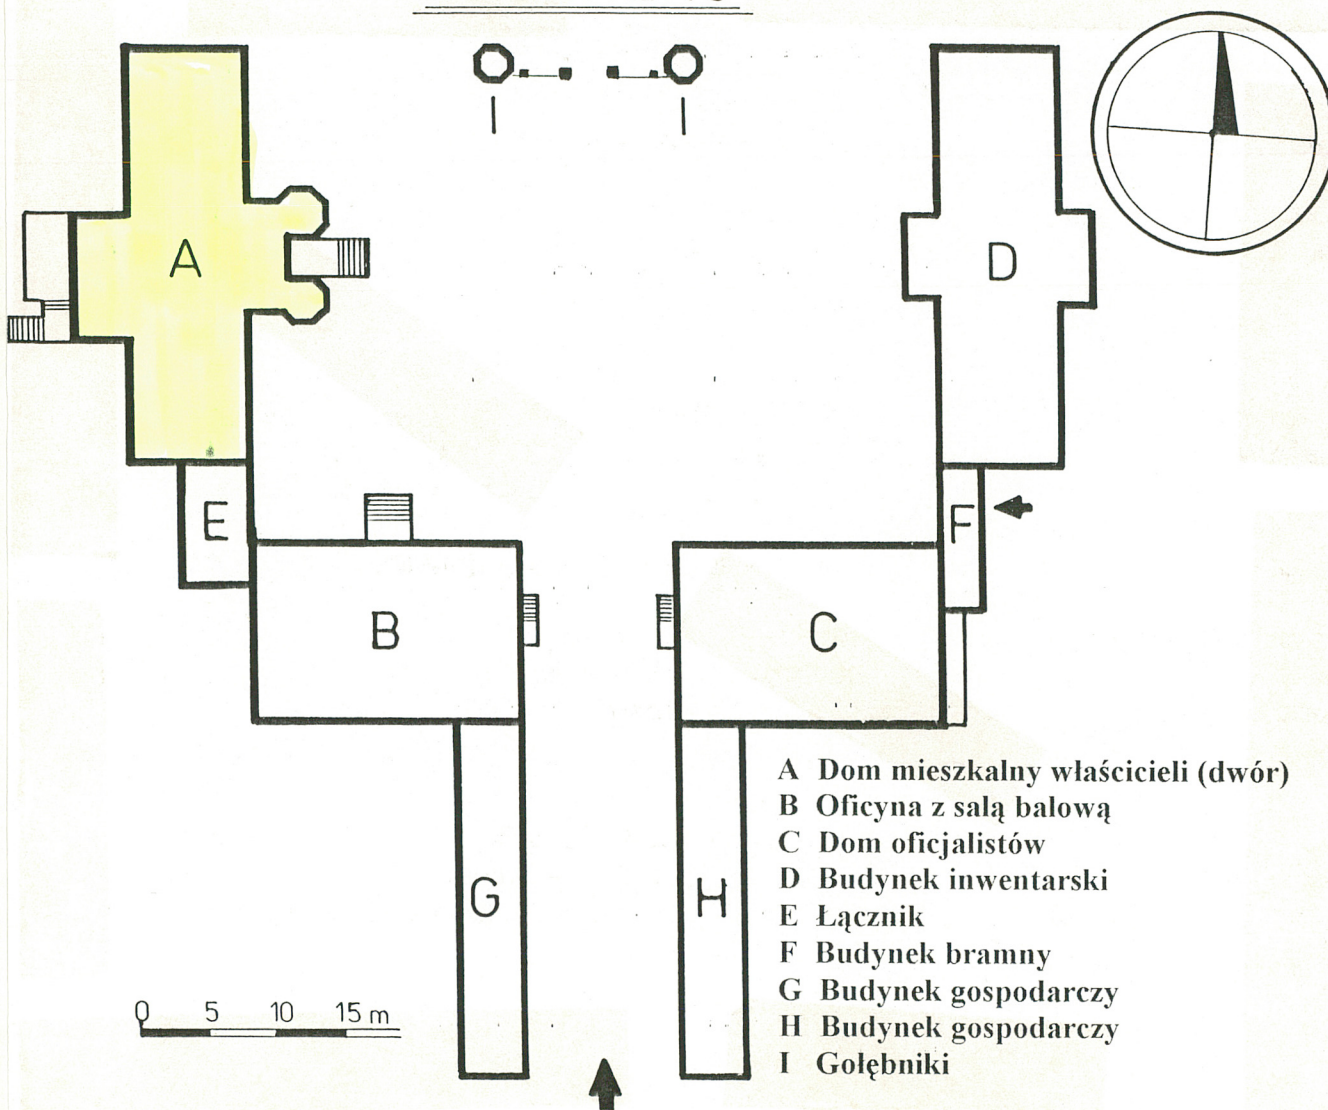 A
D
E
F
B
C
G
H
I
I
0 5 10 15 m
A Dom mieszkalny właścicieli (dwór)
B Oficyna z salą balową
C Dom oficjalistów
D Budynek inwentarski
E Łącznik
F Budynek bramny
G Budynek gospodarczy
H Budynek gospodarczy
I Gołębniki